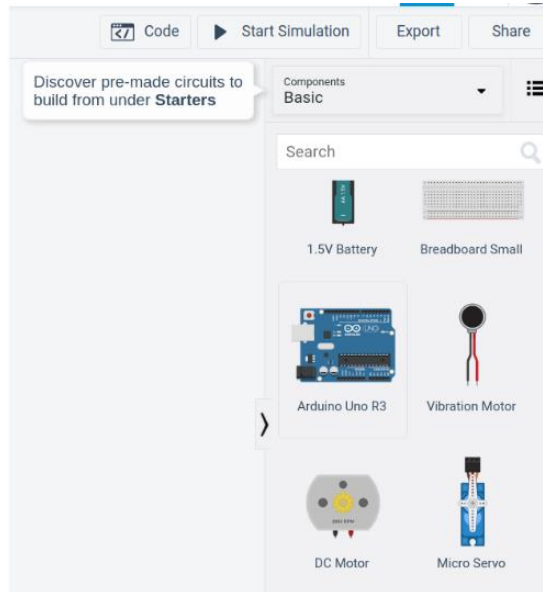 Code
Start Simulation
Export
Share
Discover pre-made circuits to
build from under Starters
Components
Basic
Search
1.5V Battery
Breadboard Small
UNO
Arduino Uno R3
Vibration Motor
DC Motor
Micro Servo